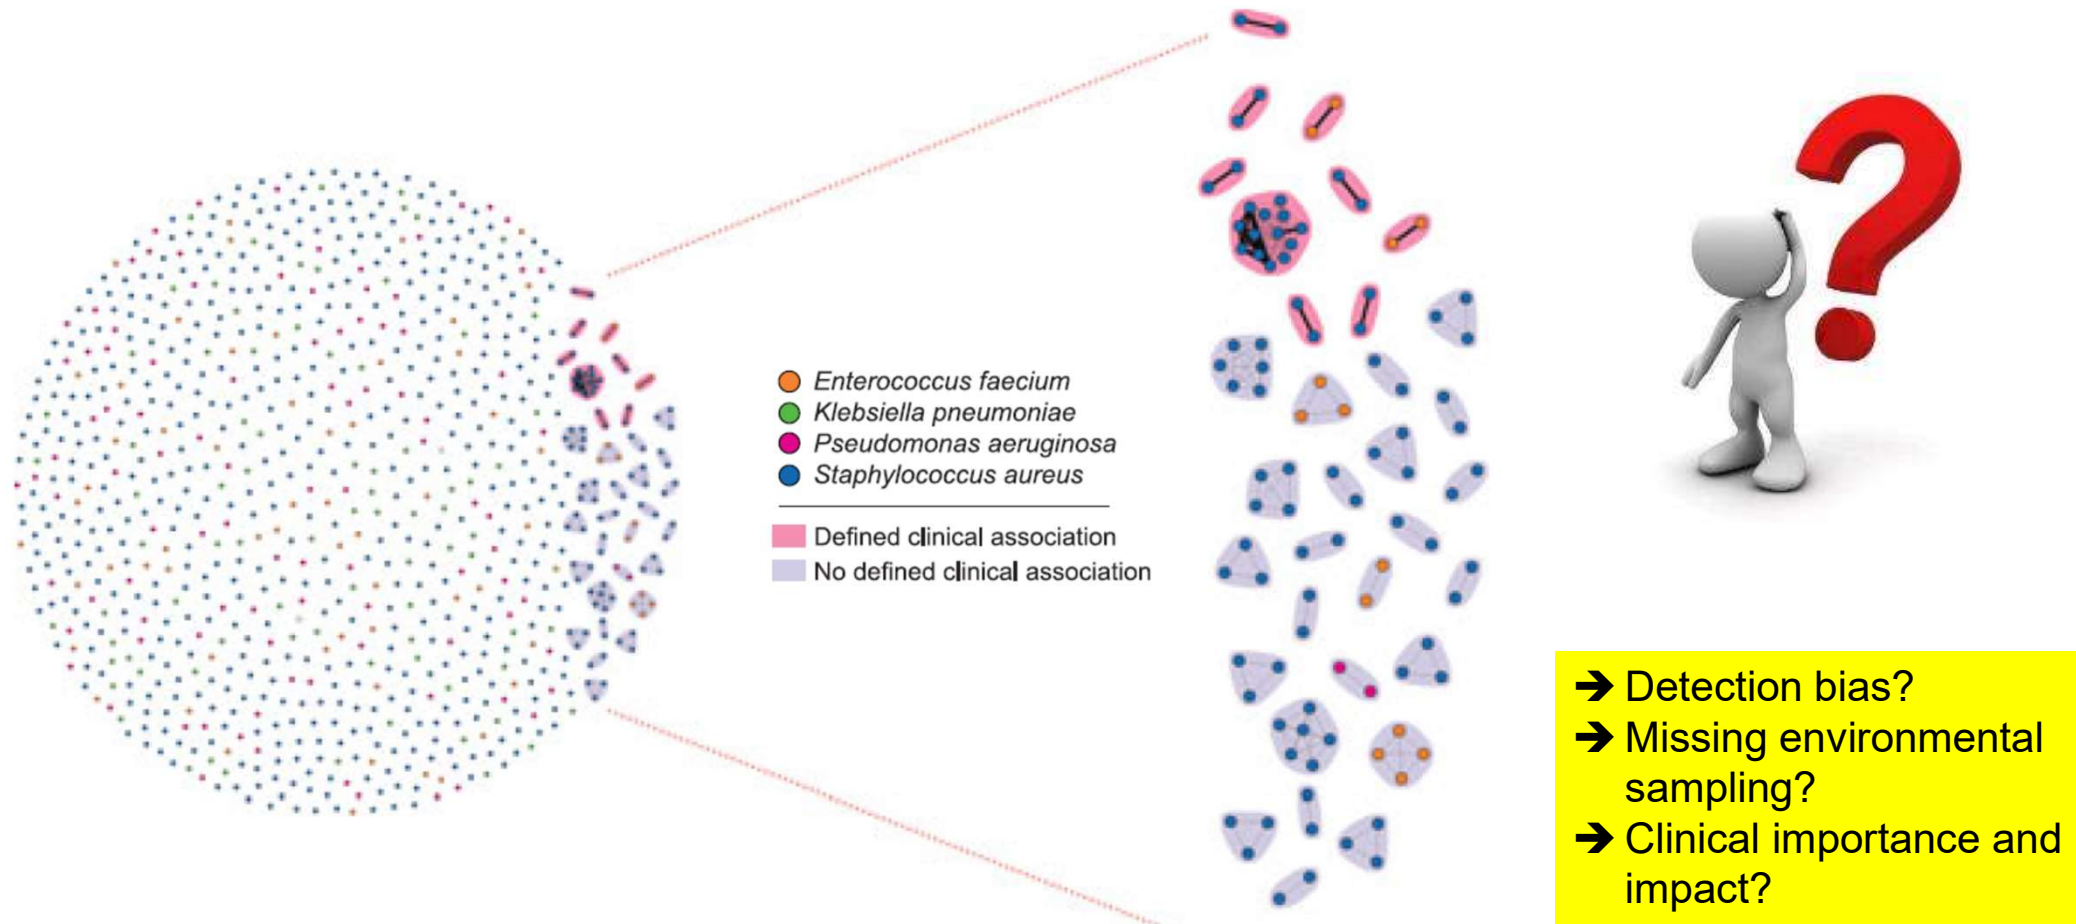 Enterococcus faecium
Klebsiella pneumoniae
Pseudomonas aeruginosa
Staphylococcus aureus
Defined clinical association
No defined clinical association
➔ Detection bias?
➔ Missing environmental
sampling?
➔ Clinical importance and
impact?